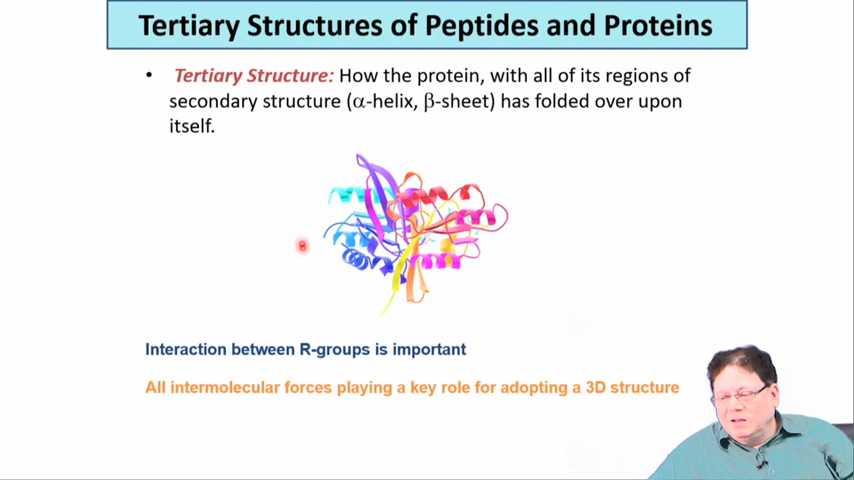 Tertiary Structures of Peptides and Proteins
• Tertiary Structure: How the protein, with all of its regions of
secondary structure (α-helix, β-sheet) has folded over upon
itself.
Interaction between R-groups is important
All intermolecular forces playing a key role for adopting a 3D structure